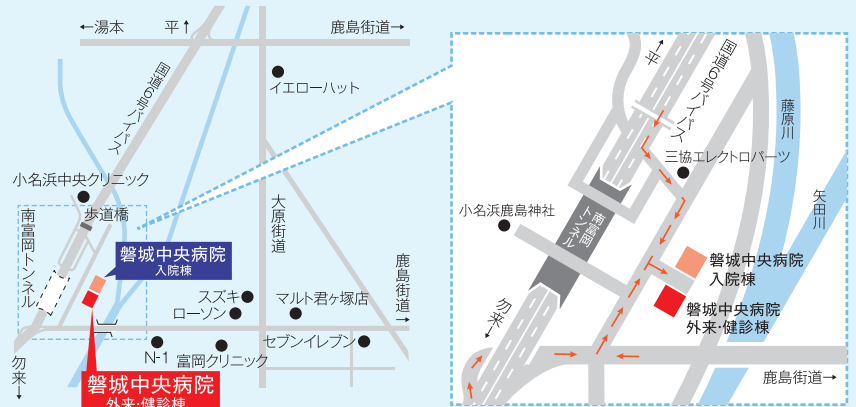 ←湯本
平↑
鹿島街道→
国道6号バイパス
イエローハット
小名浜中央クリニック
歩道橋
南富岡トンネル
大原街道
磐城中央病院
入院棟
鹿島街道→
スズキ
ローソン
マルト君ヶ塚店
N-1
富岡クリニック
セブンイレブン
勿来→
磐城中央病院
外来・健診棟
→平
国道6号バイパス
藤原川
三協エレクトロパーツ
矢田川
小名浜鹿島神社
南富岡
トンネル
磐城中央病院
入院棟
磐城中央病院
外来・健診棟
勿来→
鹿島街道→